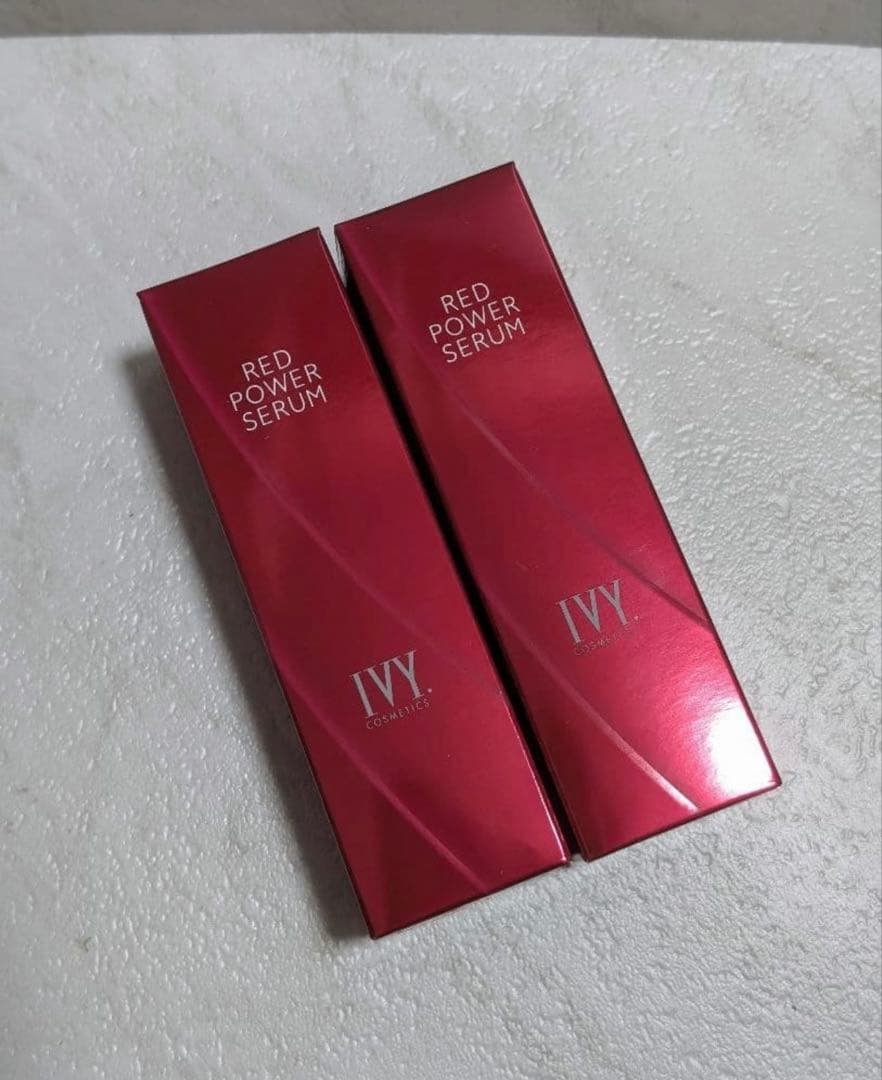 RED
POWER
SERUM
IVY.
COSMETICS
RED
POWER
SERUM
IVY.
COSMETICS